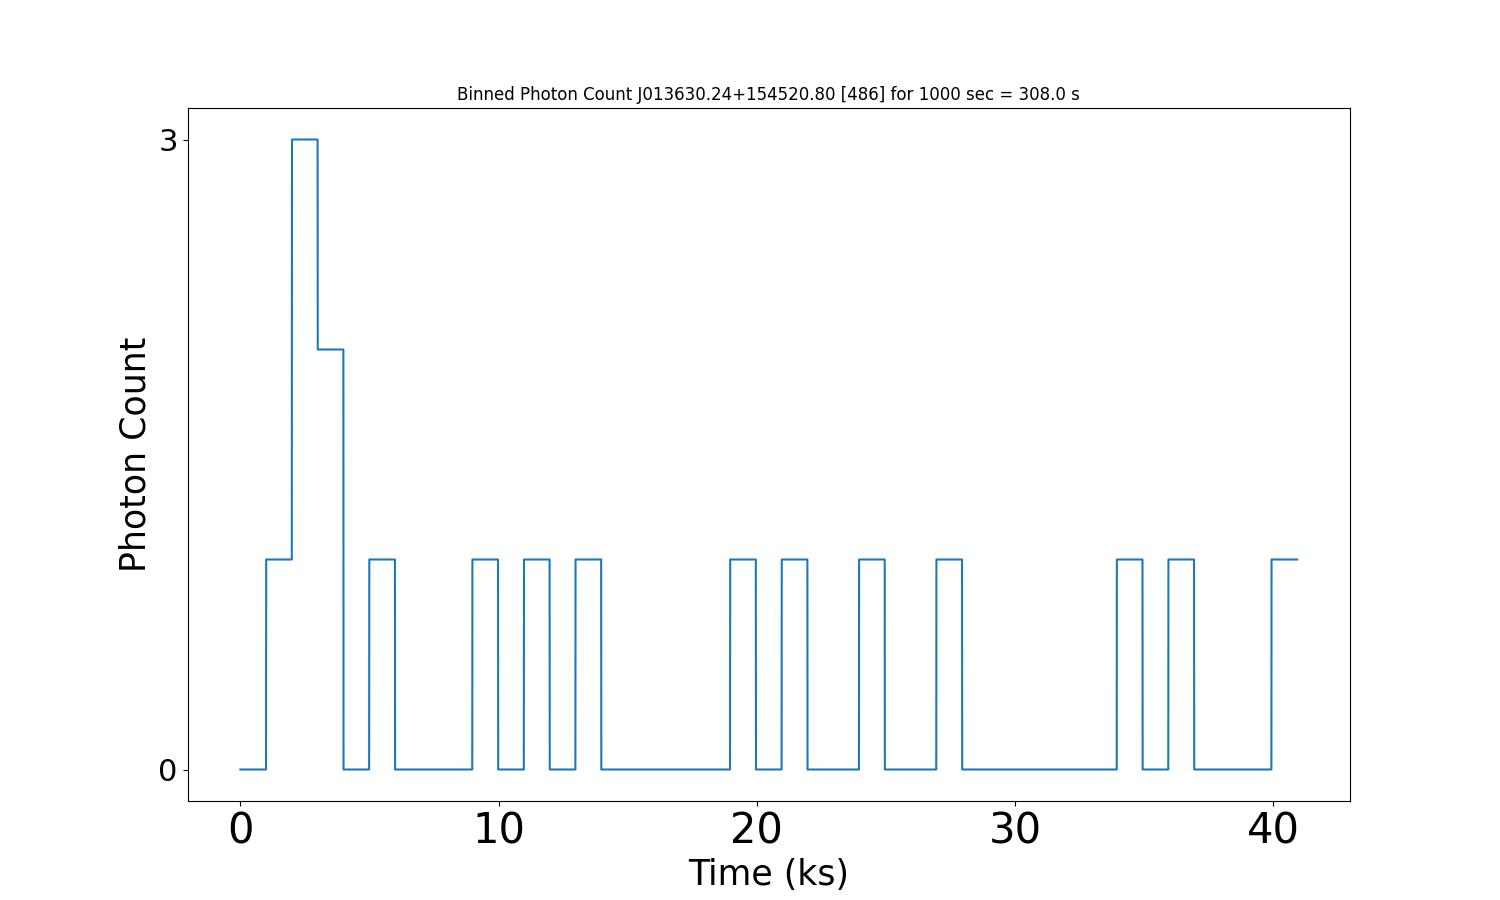 Binned Photon Count J013630.24+154520.80 [486] for 1000 sec = 308.0 s
3
Photon Count
0
0 10 20 30 40
Time (ks)